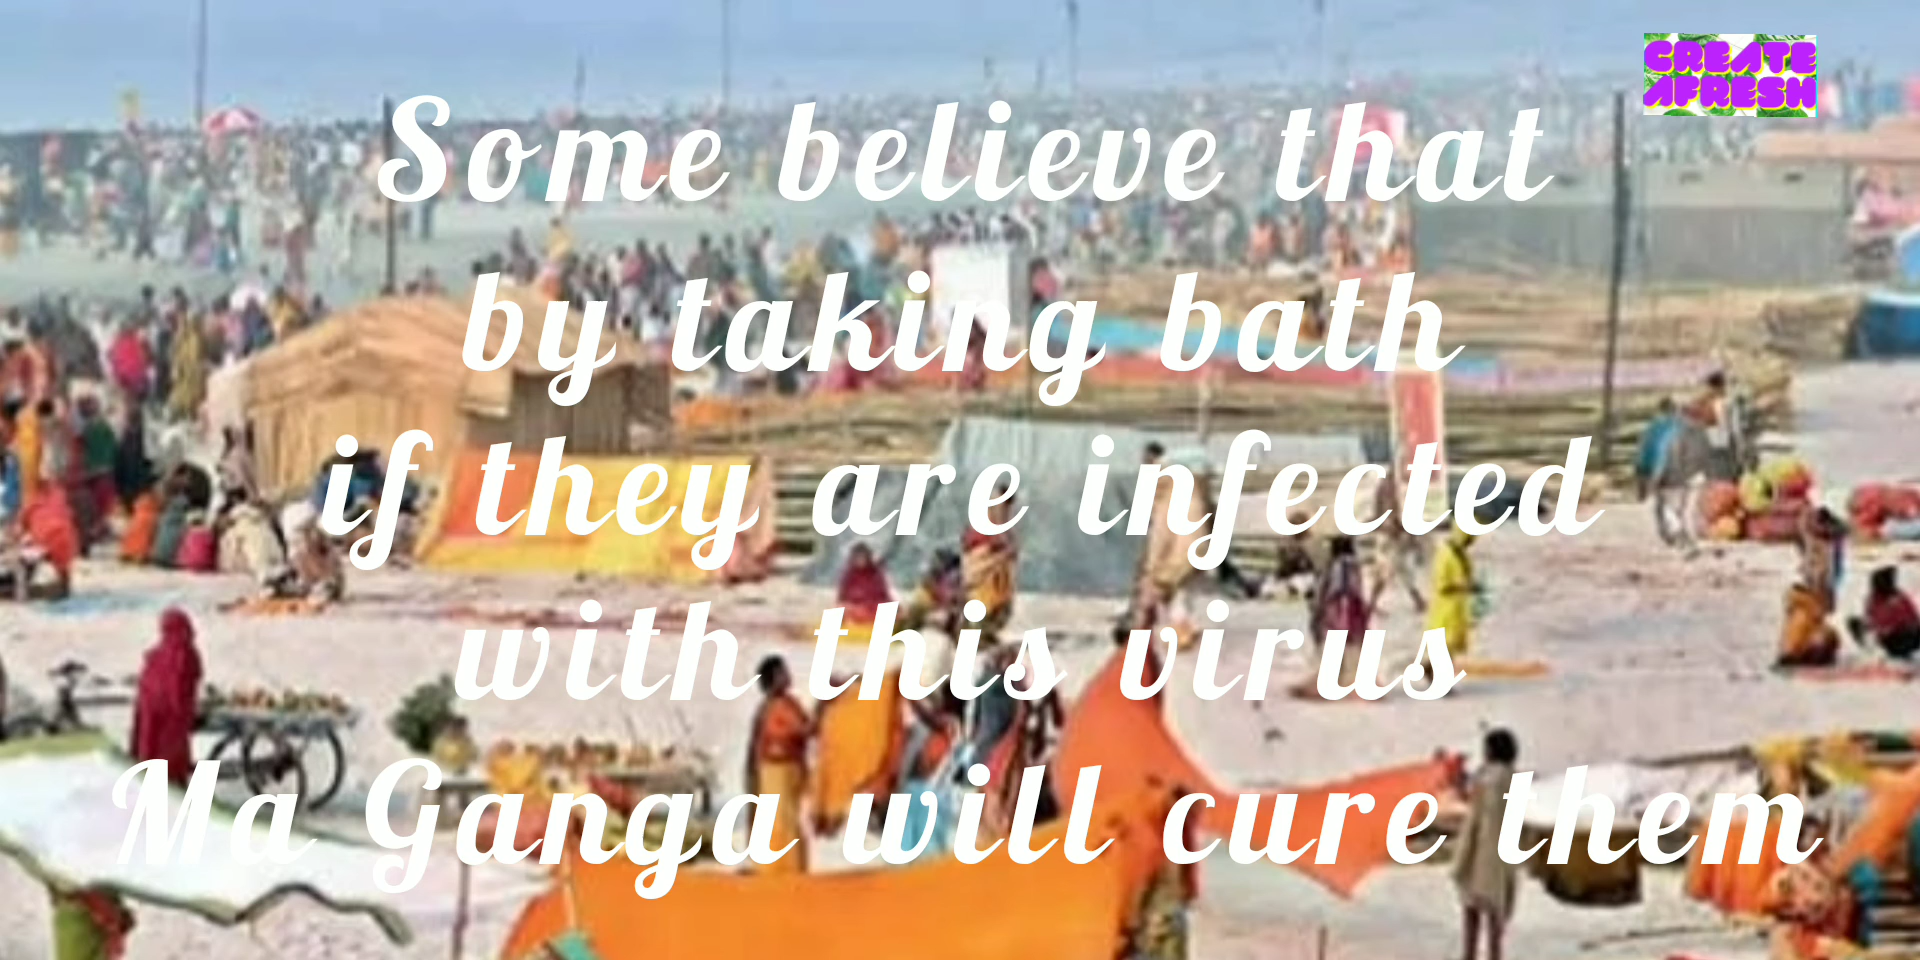 CREATE
AFRESH
Some believe that
by taking bath
if they are infected
with this virus
Ma Ganga will cure them